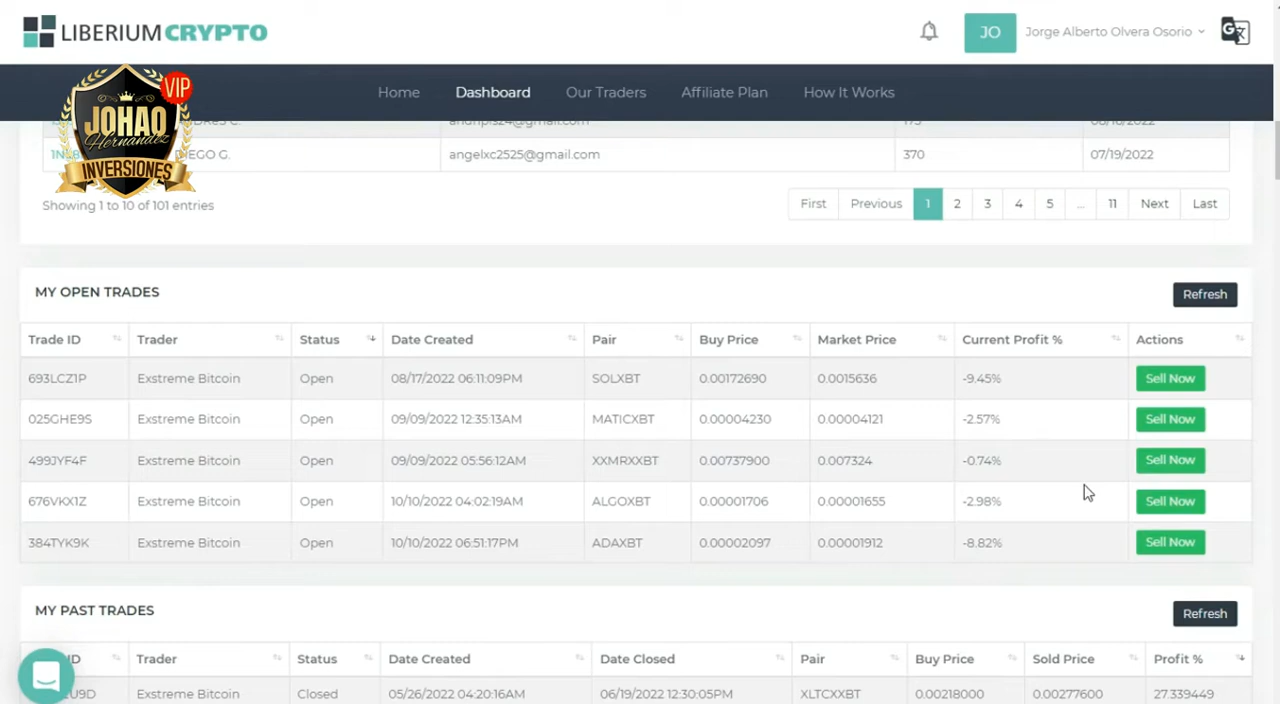 LIBERIUM CRYPTO
JO
Jorge Alberto Olvera Osorio
Home Dashboard Our Traders Affiliate Plan How It Works
VIP
JOHAO
Hernandez
INVERSIONES
DIEGO G. angelxc2525@gmail.com 370 07/19/2022
Showing 1 to 10 of 101 entries
First Previous 1 2 3 4 5 ... 11 Next Last
MY OPEN TRADES
Refresh
Trade ID Trader Status Date Created Pair Buy Price Market Price Current Profit % Actions
693LCZ1P Exstreme Bitcoin Open 08/17/2022 06:11:09PM SOLXBT 0.00172690 0.0015636 -9.45% Sell Now
025GHE9S Exstreme Bitcoin Open 09/09/2022 12:35:13AM MATICXBT 0.00004230 0.00004121 -2.57% Sell Now
499JYF4F Exstreme Bitcoin Open 09/09/2022 05:56:12AM XXMRXXBT 0.00737900 0.007324 -0.74% Sell Now
676VKX1Z Exstreme Bitcoin Open 10/10/2022 04:02:19AM ALGOXBT 0.00001706 0.00001655 -2.98% Sell Now
384TYK9K Exstreme Bitcoin Open 10/10/2022 06:51:17PM ADAXBT 0.00002097 0.00001912 -8.82% Sell Now
MY PAST TRADES
Refresh
ID Trader Status Date Created Date Closed Pair Buy Price Sold Price Profit %
Exstreme Bitcoin Closed 05/26/2022 04:20:16AM 06/19/2022 12:30:05PM XLTCXXBT 0.00218000 0.00277600 27.339449